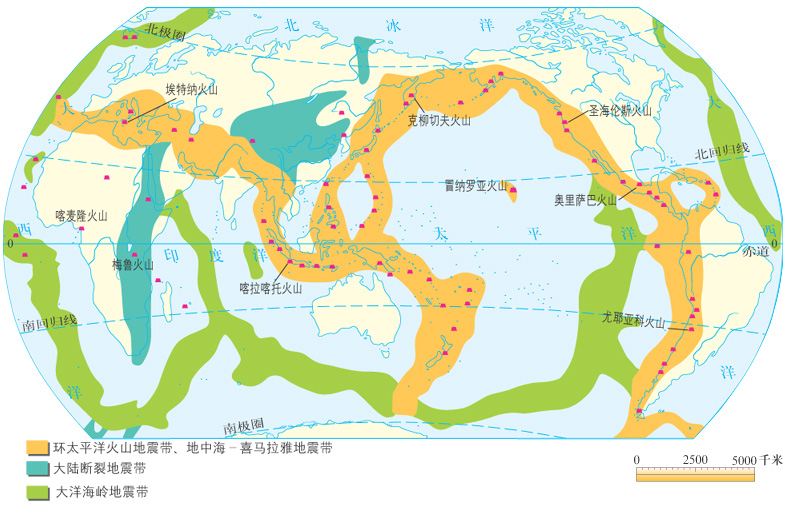 北极圈
北 冰 洋
埃特纳火山
克柳切夫火山
圣海伦斯火山
大
北回归线
冒纳罗亚火山
奥里萨巴火山
喀麦隆火山
西
0
印 度 洋
太 平 洋
西
0
赤道
梅鲁火山
喀拉喀托火山
南回归线
尤耶亚科火山
洋
洋
南极圈
环太平洋火山地震带、地中海－喜马拉雅地震带
大陆断裂地震带
大洋海岭地震带
0 2500 5000 千米